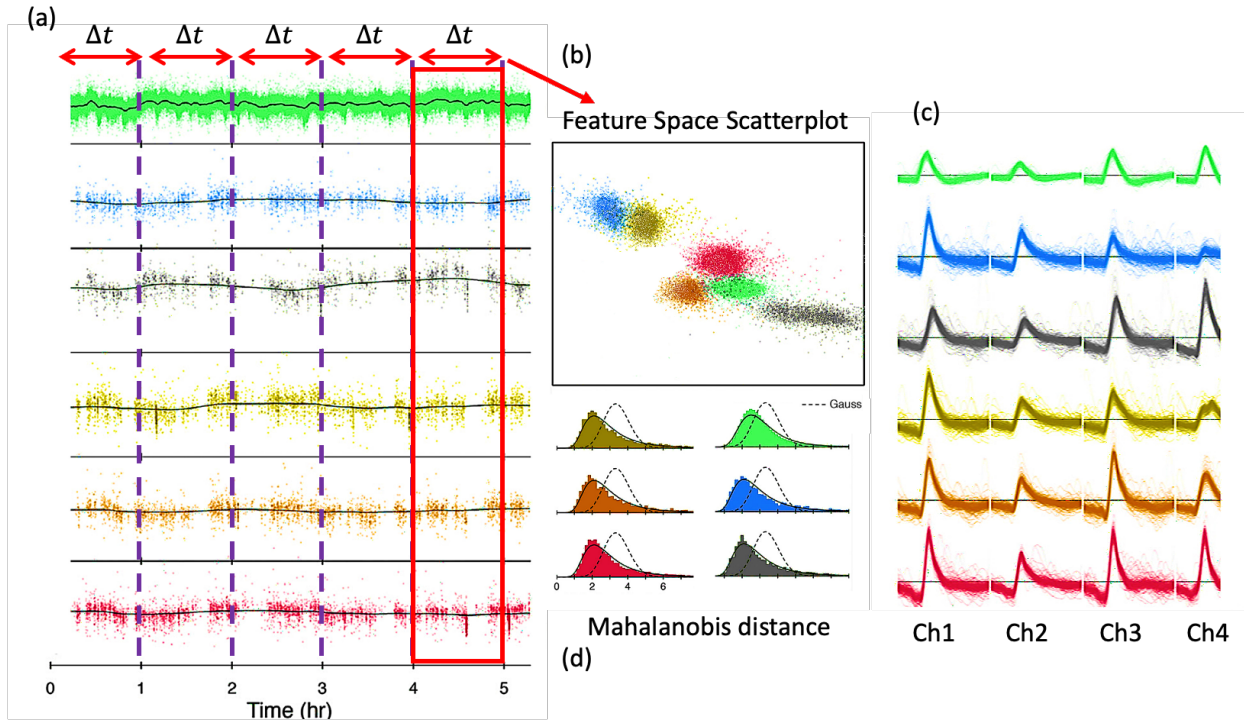 (a)
Δt Δt Δt Δt Δt
0 1 2 3 4 5
Time (hr)
(b)
Feature Space Scatterplot
---- Gauss
0 2 4 6
Mahalanobis distance
(d)
(c)
Ch1 Ch2 Ch3 Ch4